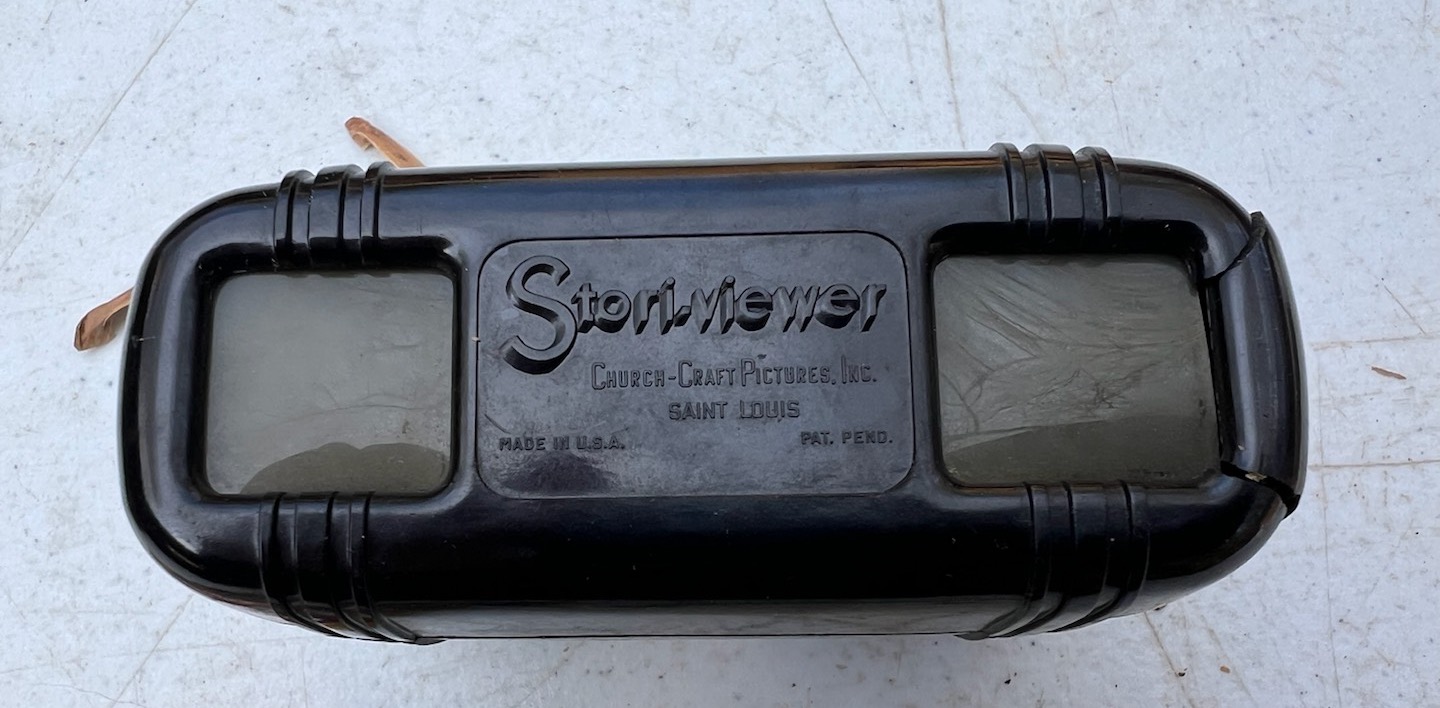 Stori-viewer
CHURCH-CRAFT PICTURES, INC.
SAINT LOUIS
MADE IN U.S.A. PAT. PEND.